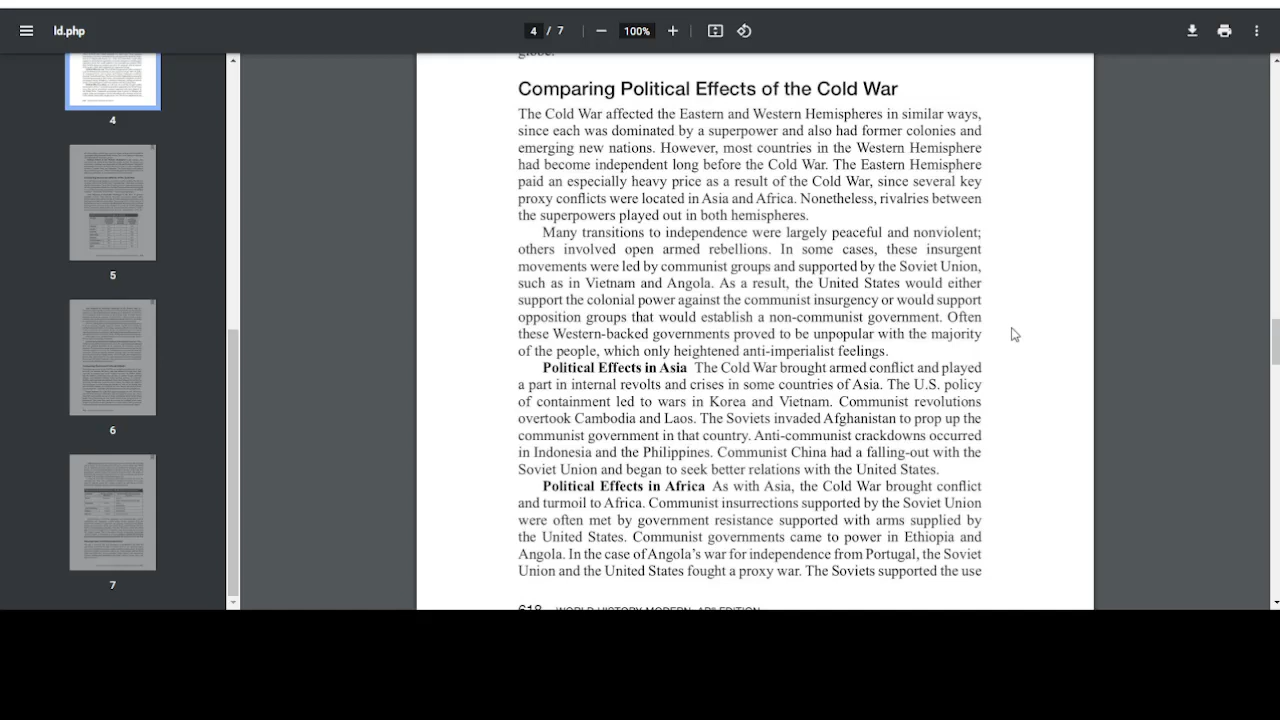 ld.php
4 / 7
100%
globe.
Comparing Political Effects of the Cold War
The Cold War affected the Eastern and Western Hemispheres in similar ways,
since each was dominated by a superpower and also had former colonies and
emerging new nations. However, most countries in the Western Hemisphere
had become independent long before the Cold War. The Eastern Hemisphere
paid an especially heavy price as a result of the Cold War, since several key
proxy conflicts were located in Asia and Africa. Nonetheless, rivalries between
the superpowers played out in both hemispheres.
Many transitions to independence were largely peaceful and nonviolent;
others involved open armed rebellions. In some cases, these insurgent
movements were led by communist groups and supported by the Soviet Union,
such as in Vietnam and Angola. As a result, the United States would either
support the colonial power against the communist insurgency or would support
opposition groups that would establish a non-communist government. Often
these Western-backed governments proved to be unpopular with the majority
of the people, which only heightened anti-imperialist feelings.
Political Effects in Asia The Cold War brought armed conflict and played
a part in internal revolts and crises in some countries of Asia. The U.S. policy
of containment led to wars in Korea and Vietnam. Communist revolutions
overtook Cambodia and Laos. The Soviets invaded Afghanistan to prop up the
communist government in that country. Anti-communist crackdowns occurred
in Indonesia and the Philippines. Communist China had a falling-out with the
Soviet Union and began to seek better relations with the United States.
Political Effects in Africa As with Asia, the Cold War brought conflict
and turmoil to Africa. Communist insurrections supported by the Soviet Union
were often met by government resistance supported with arms supplied by
the United States. Communist governments came to power in Ethiopia and
Angola. In the case of Angola's war for independence from Portugal, the Soviet
Union and the United States fought a proxy war. The Soviets supported the use
618 WORLD HISTORY MODERN: AP® EDITION
4
5
6
7